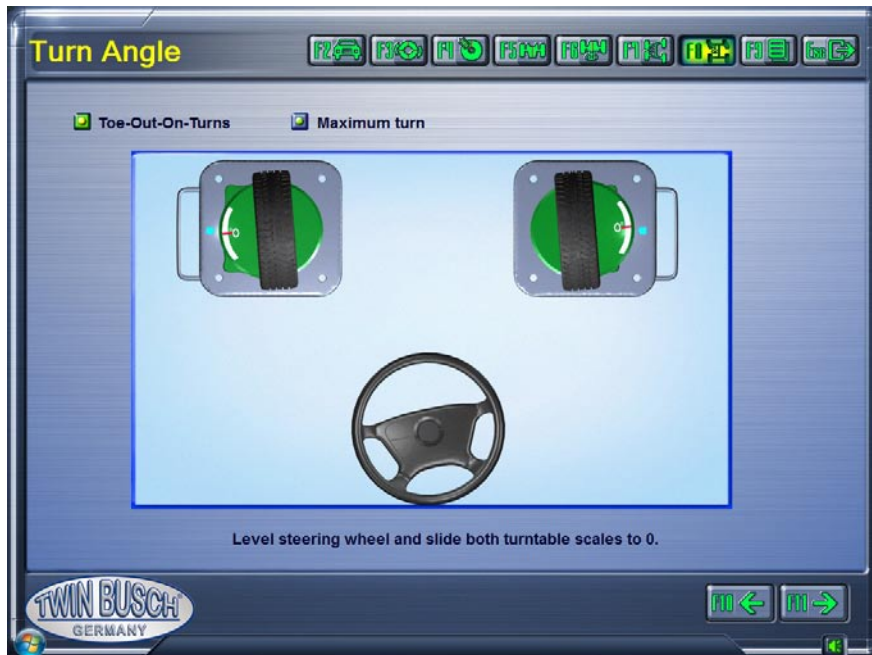 Turn Angle
F2 F3 F4 F5 F6 F7 F8 F9 Esc
Toe-Out-On-Turns Maximum turn
0 0
Level steering wheel and slide both turntable scales to 0.
TWIN BUSCH
GERMANY
F10 F11